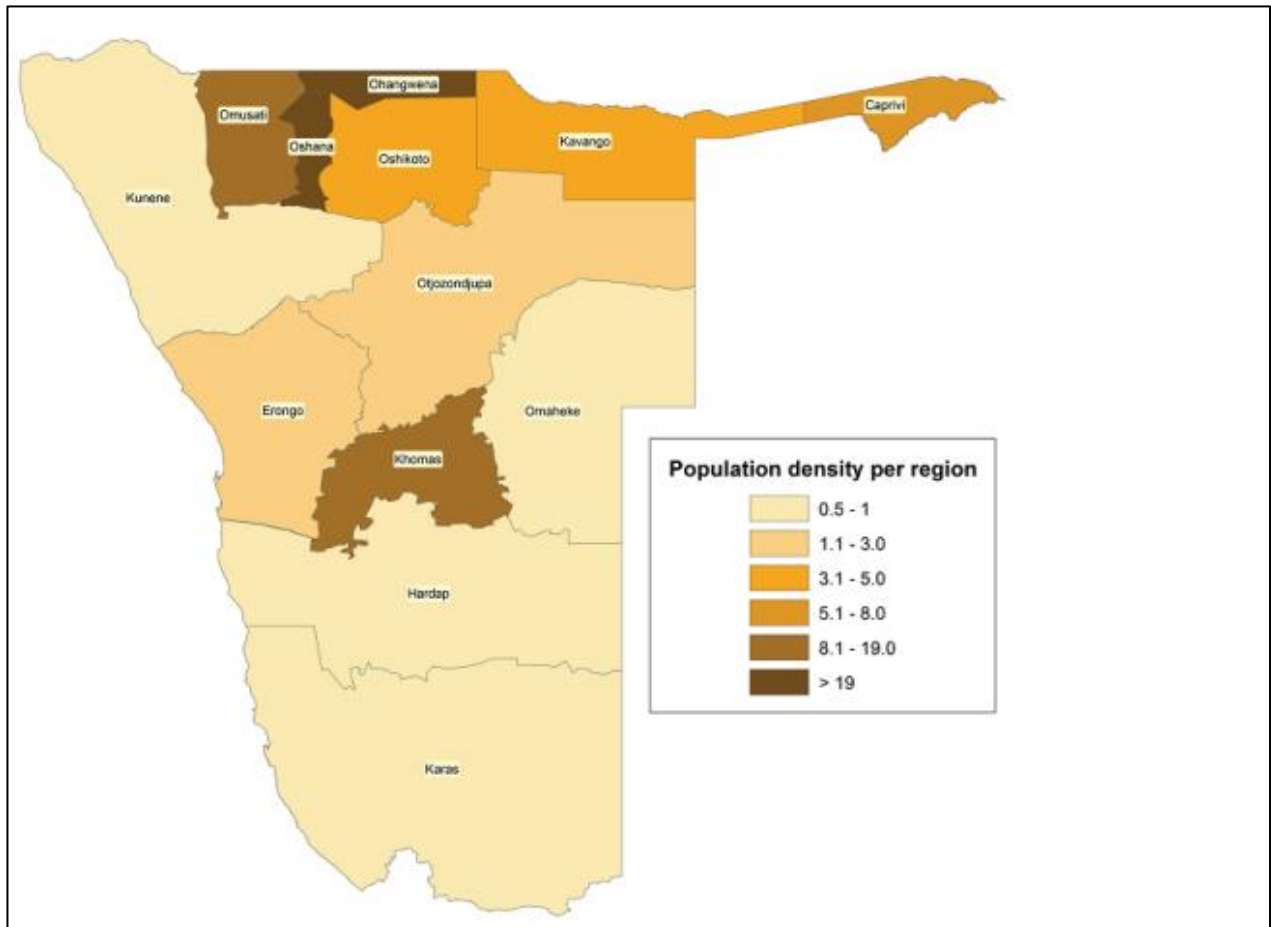 Ohangwena
Omusati
Caprivi
Oshana
Kavango
Oshikoto
Kunene
Otjozondjupa
Erongo
Omaheke
Khomas
Hardap
Karas
Population density per region
0.5 - 1
1.1 - 3.0
3.1 - 5.0
5.1 - 8.0
8.1 - 19.0
> 19